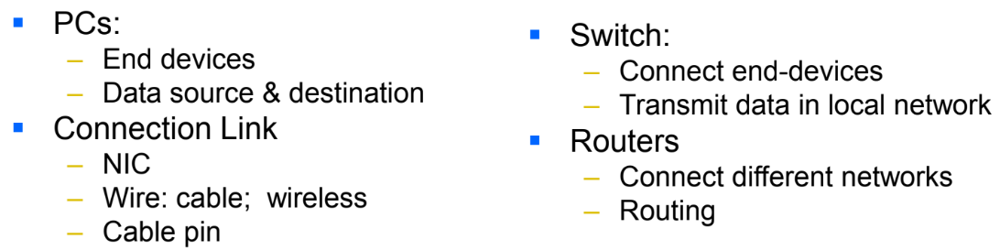 ▪ PCs:
– End devices
– Data source & destination
▪ Connection Link
– NIC
– Wire: cable;  wireless
– Cable pin
▪ Switch:
– Connect end-devices
– Transmit data in local network
▪ Routers
– Connect different networks
– Routing